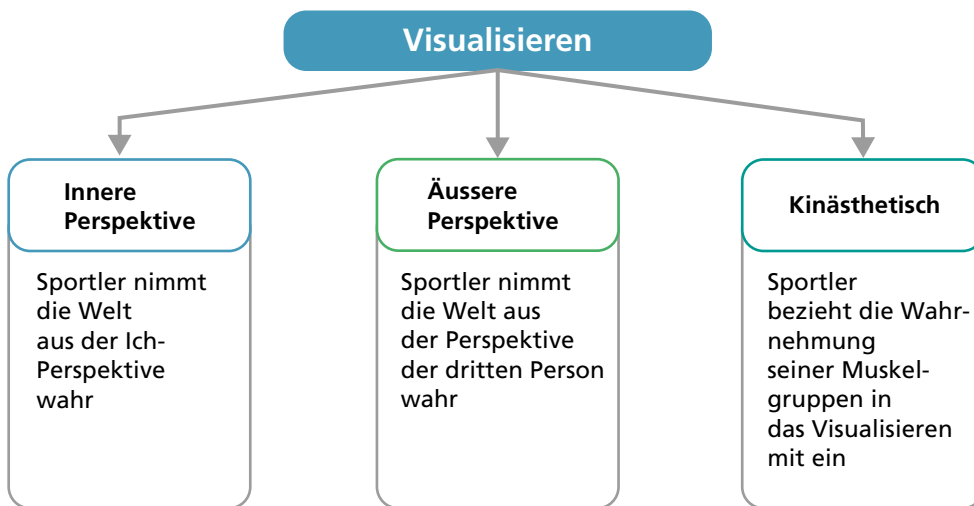 Visualisieren
Innere
Perspektive
Sportler nimmt
die Welt
aus der Ich-
Perspektive
wahr
Äussere
Perspektive
Sportler nimmt
die Welt aus
der Perspektive
der dritten Person
wahr
Kinästhetisch
Sportler
bezieht die Wahr-
nehmung
seiner Muskel-
gruppen in
das Visualisieren
mit ein